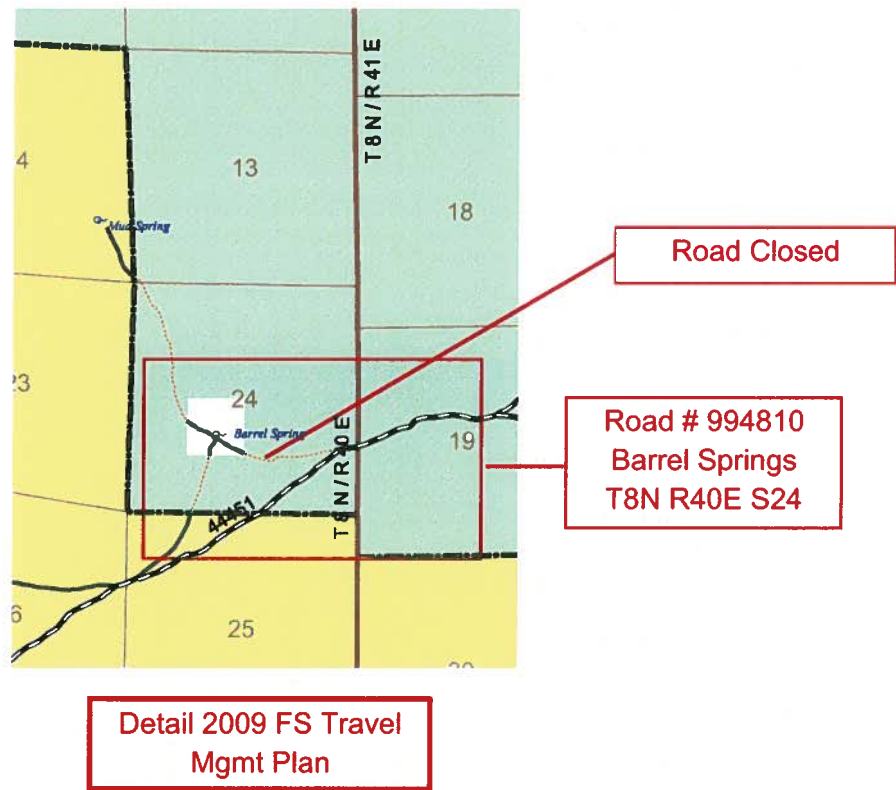 T8N/R41E
4
13
18
Mud Spring
Road Closed
23
24
Barrel Spring
19
T8N/R40E
Road # 994810
Barrel Springs
T8N R40E S24
44451
6
25
Detail 2009 FS Travel
Mgmt Plan